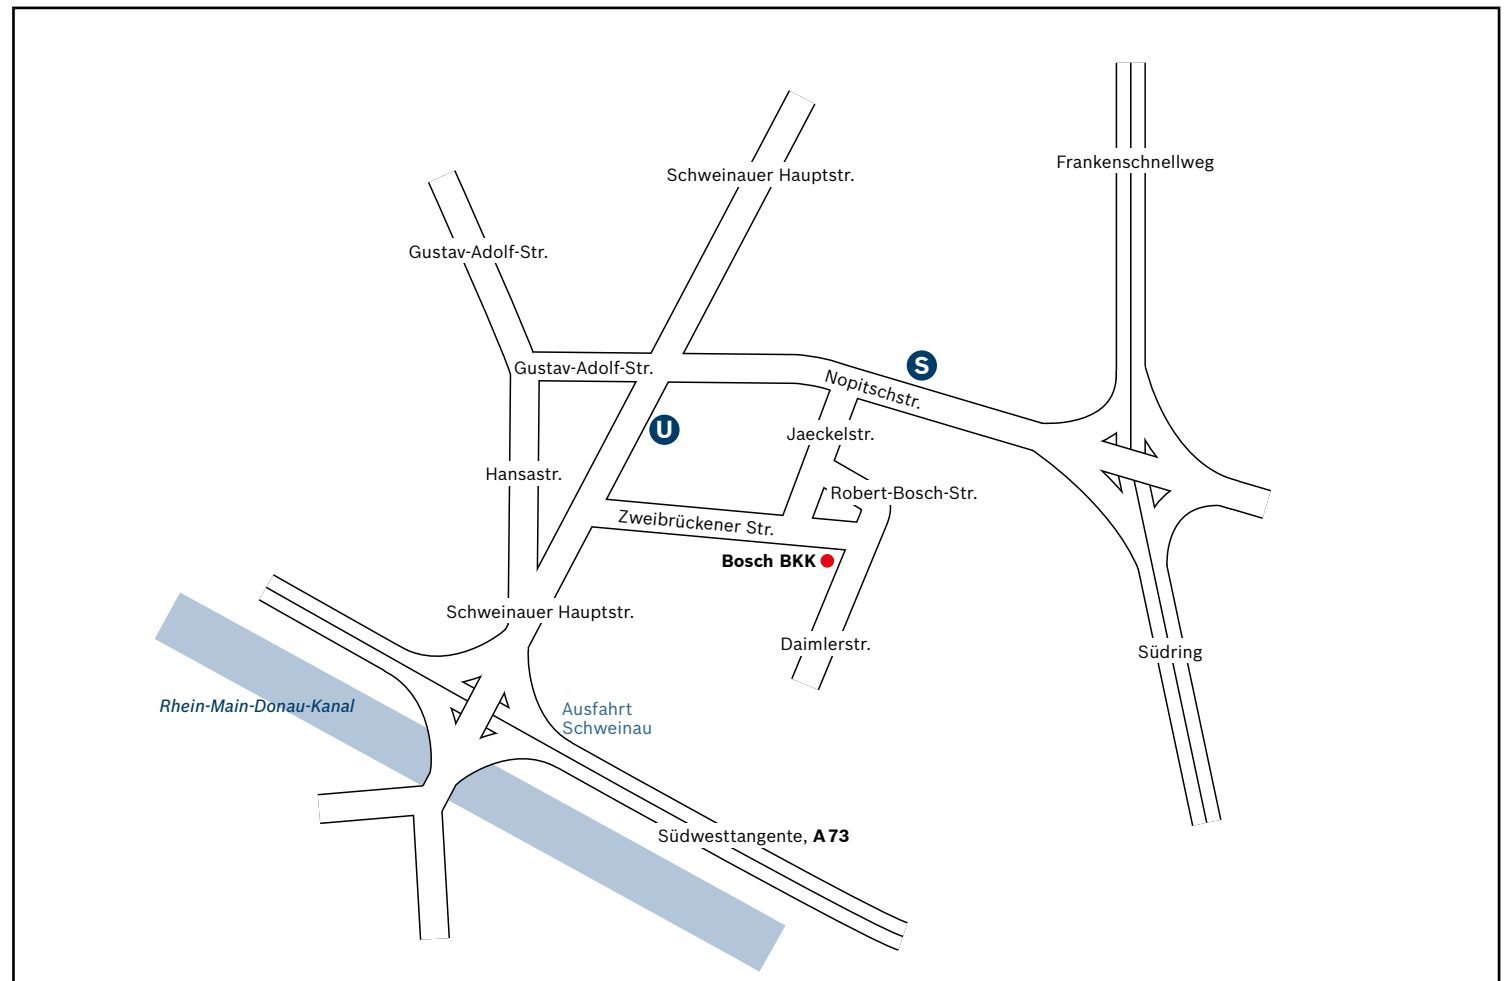 Frankenschnellweg
Schweinauer Hauptstr.
Gustav-Adolf-Str.
S
Gustav-Adolf-Str.
Nopitschstr.
U
Jaeckelstr.
Hansastr.
Robert-Bosch-Str.
Zweibrückener Str.
Bosch BKK
Schweinauer Hauptstr.
Daimlerstr.
Südring
Rhein-Main-Donau-Kanal
Ausfahrt
Schweinau
Südwesttangente, A 73